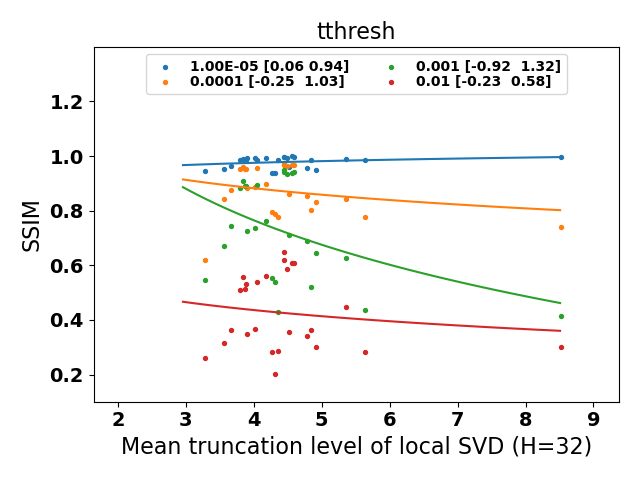 tthresh
1.00E-05 [0.06 0.94]
0.0001 [-0.25  1.03]
0.001 [-0.92  1.32]
0.01 [-0.23  0.58]
SSIM
1.2
1.0
0.8
0.6
0.4
0.2
2 3 4 5 6 7 8 9
Mean truncation level of local SVD (H=32)